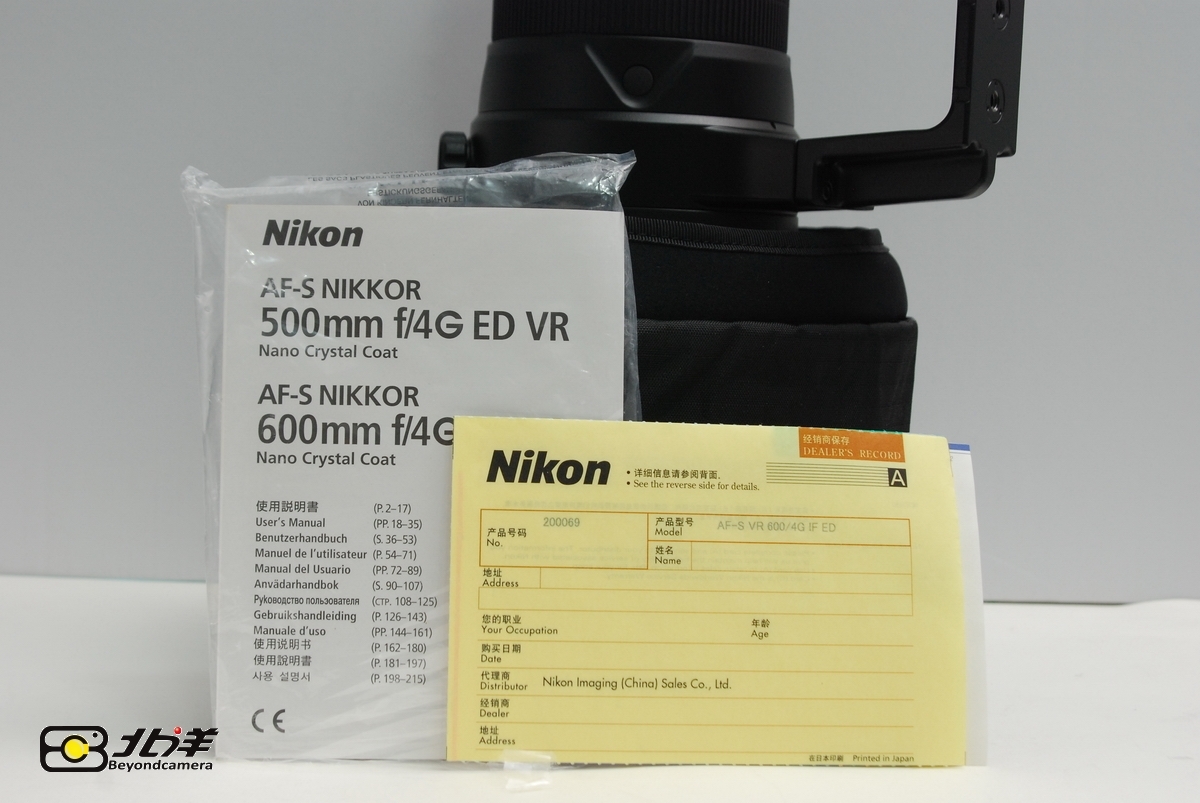 VON KINDERN FERNHALTE
Nikon
AF-S NIKKOR
500mm f/4G ED VR
Nano Crystal Coat
AF-S NIKKOR
600mm f/4G
Nano Crystal Coat
使用説明書 (P. 2–17)
User's Manual (PP. 18–35)
Benutzerhandbuch (S. 36–53)
Manuel de l'utilisateur (P. 54–71)
Manual del Usuario (PP. 72–89)
Anvädarhandbok (S. 90–107)
Руководство пользователя (СТР. 108–125)
Gebruikshandleiding (P. 126–143)
Manuale d'uso (PP. 144–161)
使用说明书 (P. 162–180)
使用說明書 (P. 181–197)
사용 설명서 (P. 198–215)
CE
经销商保存
DEALER'S RECORD
Nikon
• 详细信息请参阅背面.
• See the reverse side for details.
A
产品号码 200069
No.
产品型号 AF-S VR 600/4G IF ED
Model
姓名
Name
地址
Address
您的职业 年龄
Your Occupation Age
购买日期
Date
代理商
Distributor Nikon Imaging (China) Sales Co., Ltd.
经销商
Dealer
地址
Address
在日本印刷 Printed in Japan
北洋
Beyondcamera